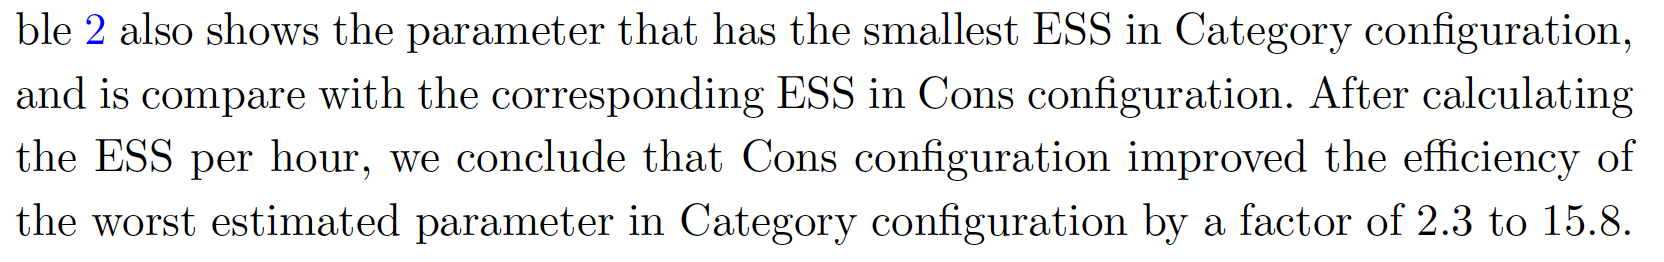 ble 2 also shows the parameter that has the smallest ESS in Category configuration,
and is compare with the corresponding ESS in Cons configuration. After calculating
the ESS per hour, we conclude that Cons configuration improved the efficiency of
the worst estimated parameter in Category configuration by a factor of 2.3 to 15.8.